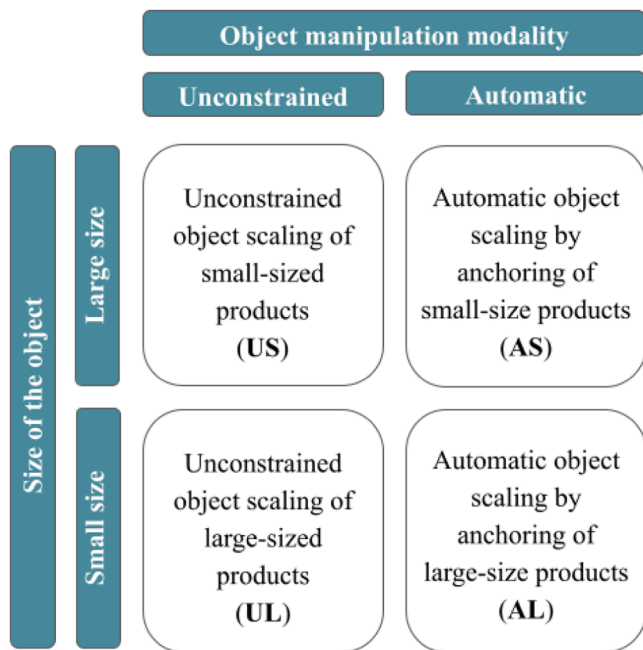 Object manipulation modality
Unconstrained
Automatic
Size of the object
Large size
Unconstrained
object scaling of
small-sized
products
(US)
Automatic object
scaling by
anchoring of
small-size products
(AS)
Small size
Unconstrained
object scaling of
large-sized
products
(UL)
Automatic object
scaling by
anchoring of
large-size products
(AL)